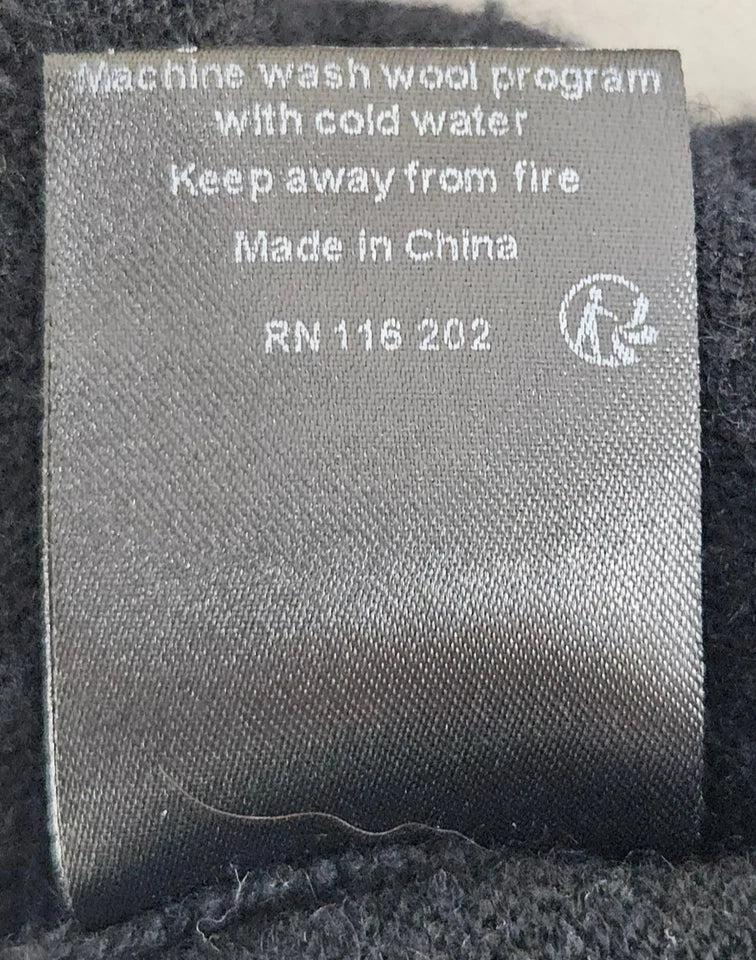 Machine wash wool program
with cold water
Keep away from fire
Made in China
RN 116 202